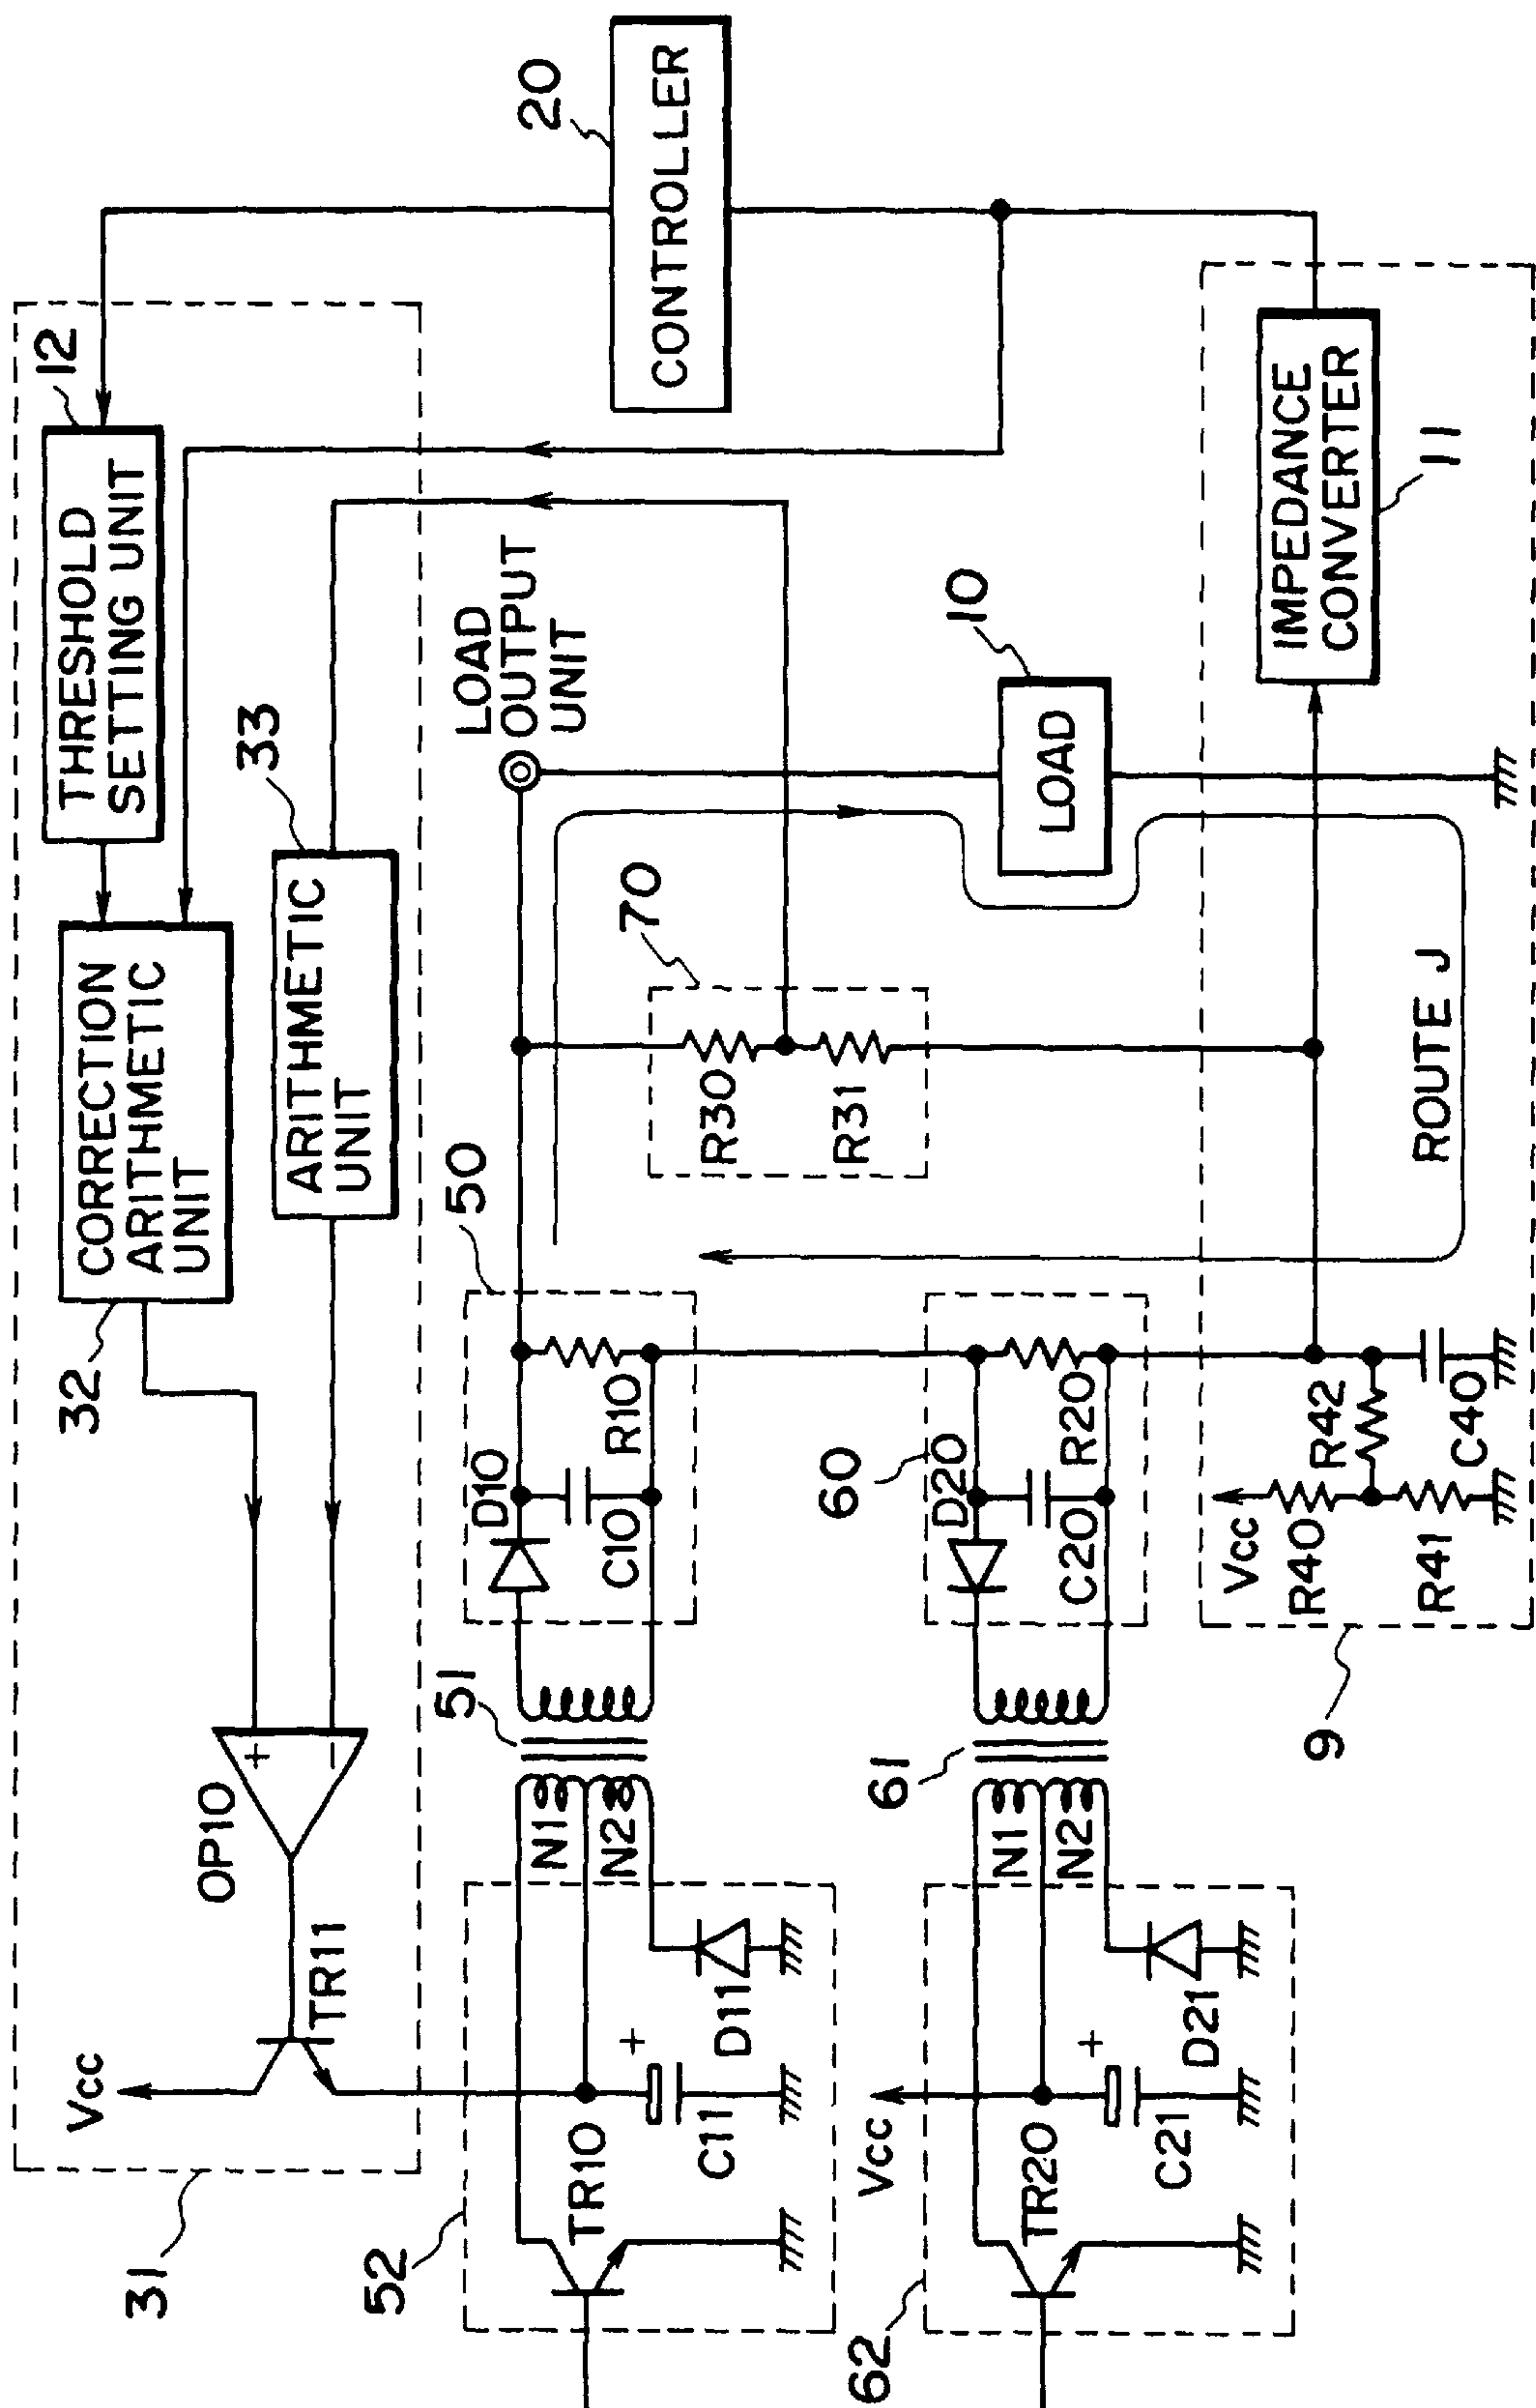 31
Vcc
TR11
OP10
+
−
32
CORRECTION
ARITHMETIC
UNIT
THRESHOLD
SETTING UNIT
12
ARITHMETIC
UNIT
33
20
CONTROLLER
52
TR10
C11
+
D11
N1
N2
51
D10
C10
R10
50
70
R30
R31
LOAD
OUTPUT
UNIT
10
LOAD
62
Vcc
TR20
C21
+
D21
N1
N2
61
60
D20
C20
R20
9
Vcc
R40
R41
R42
C40
ROUTE J
IMPEDANCE
CONVERTER
11